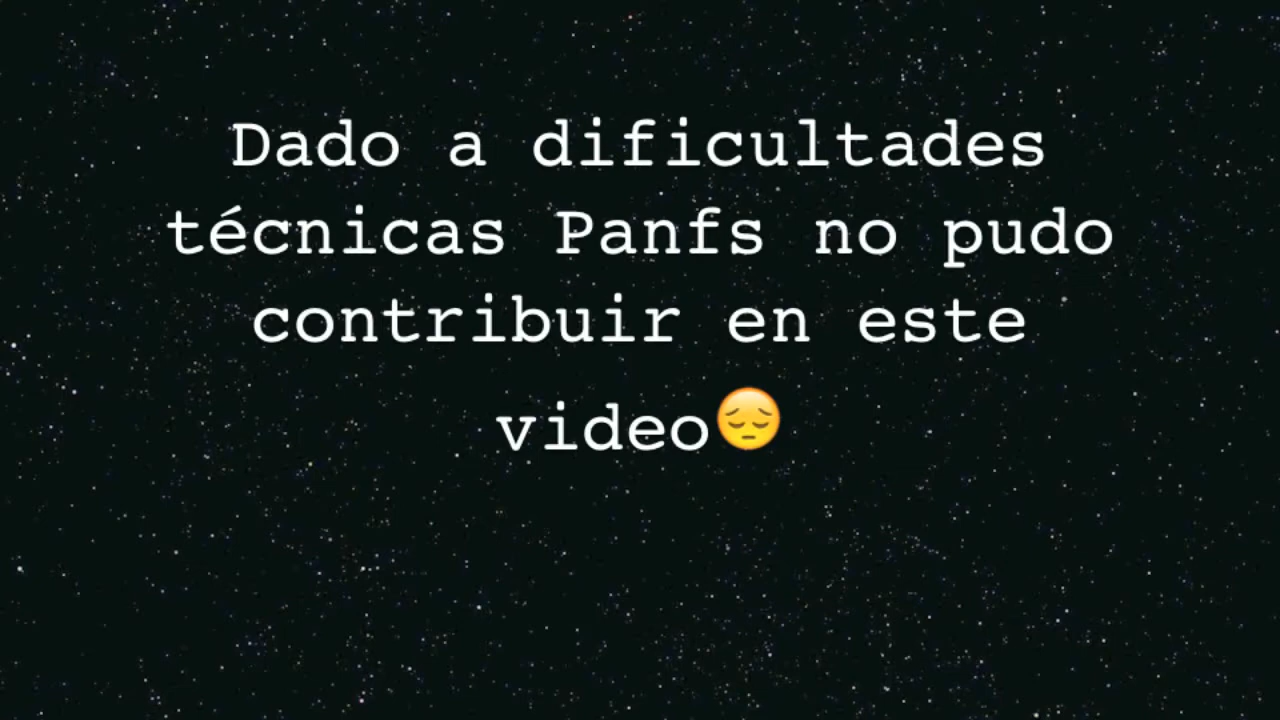 Dado a dificultades
técnicas Panfs no pudo
contribuir en este
video😔